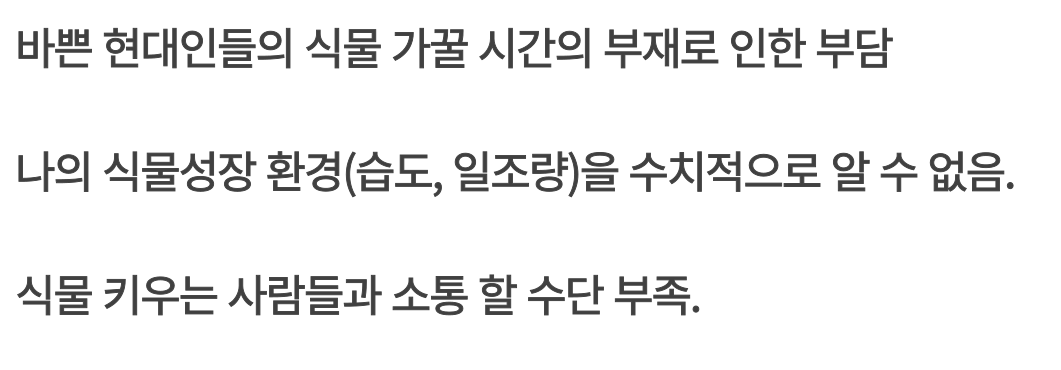 바쁜 현대인들의 식물 가꿀 시간의 부재로 인한 부담
나의 식물성장 환경(습도, 일조량)을 수치적으로 알 수 없음.
식물 키우는 사람들과 소통 할 수단 부족.